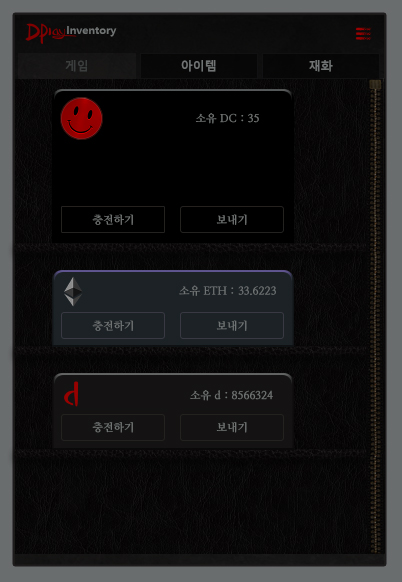 DPlay Inventory
게임 아이템 재화
소유 DC : 35
충전하기 보내기
소유 ETH : 33.6223
충전하기 보내기
d
소유 d : 8566324
충전하기 보내기